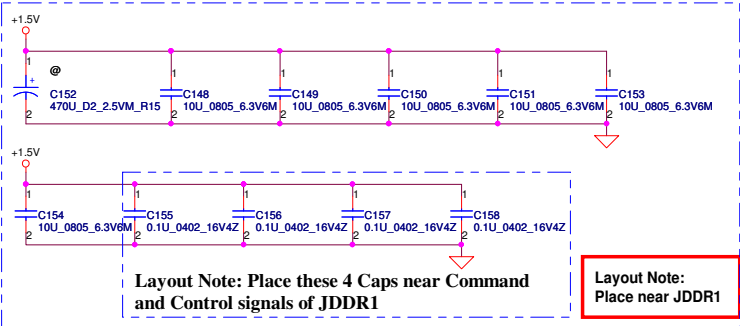 +1.5V
1
@
+
C152
470U_D2_2.5VM_R15
2
1
C148
10U_0805_6.3V6M
2
1
C149
10U_0805_6.3V6M
2
1
C150
10U_0805_6.3V6M
2
1
C151
10U_0805_6.3V6M
2
1
C153
10U_0805_6.3V6M
2
+1.5V
1
C154
10U_0805_6.3V6M
2
1
C155
0.1U_0402_16V4Z
2
1
C156
0.1U_0402_16V4Z
2
1
C157
0.1U_0402_16V4Z
2
1
C158
0.1U_0402_16V4Z
2
Layout Note: Place these 4 Caps near Command
and Control signals of JDDR1
Layout Note:
Place near JDDR1